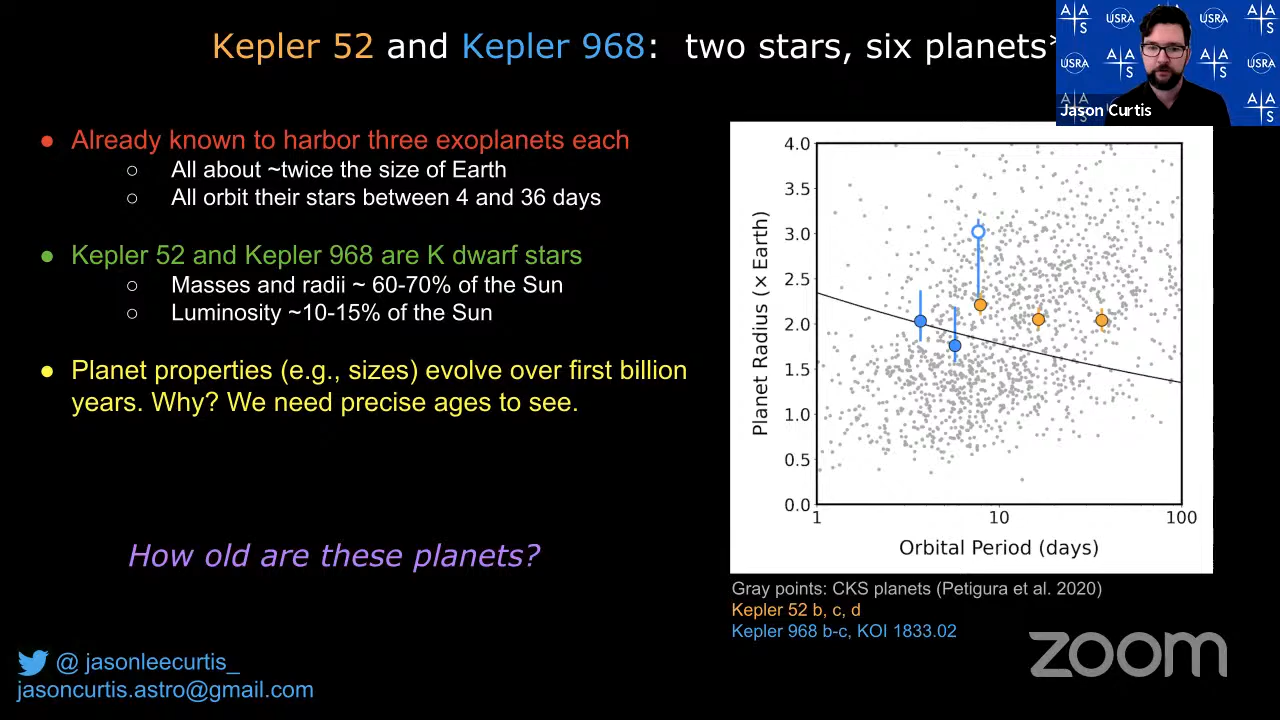 Kepler 52 and Kepler 968: two stars, six planets*
USRA
USRA
AAS
AAS
USRA
USRA
AAS
Jason Curtis
● Already known to harbor three exoplanets each
○ All about ~twice the size of Earth
○ All orbit their stars between 4 and 36 days
● Kepler 52 and Kepler 968 are K dwarf stars
○ Masses and radii ~ 60-70% of the Sun
○ Luminosity ~10-15% of the Sun
● Planet properties (e.g., sizes) evolve over first billion
years. Why? We need precise ages to see.
How old are these planets?
@ jasonleecurtis_
jasoncurtis.astro@gmail.com
Planet Radius (× Earth)
4.0
3.5
3.0
2.5
2.0
1.5
1.0
0.5
0.0
1 10 100
Orbital Period (days)
Gray points: CKS planets (Petigura et al. 2020)
Kepler 52 b, c, d
Kepler 968 b-c, KOI 1833.02
zoom